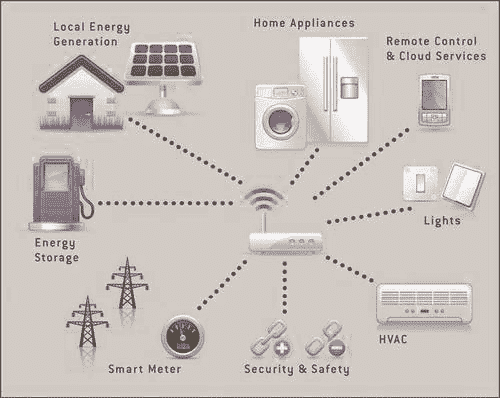 Local Energy
Generation
Home Appliances
Remote Control
& Cloud Services
Energy
Storage
Lights
Smart Meter
Security & Safety
HVAC